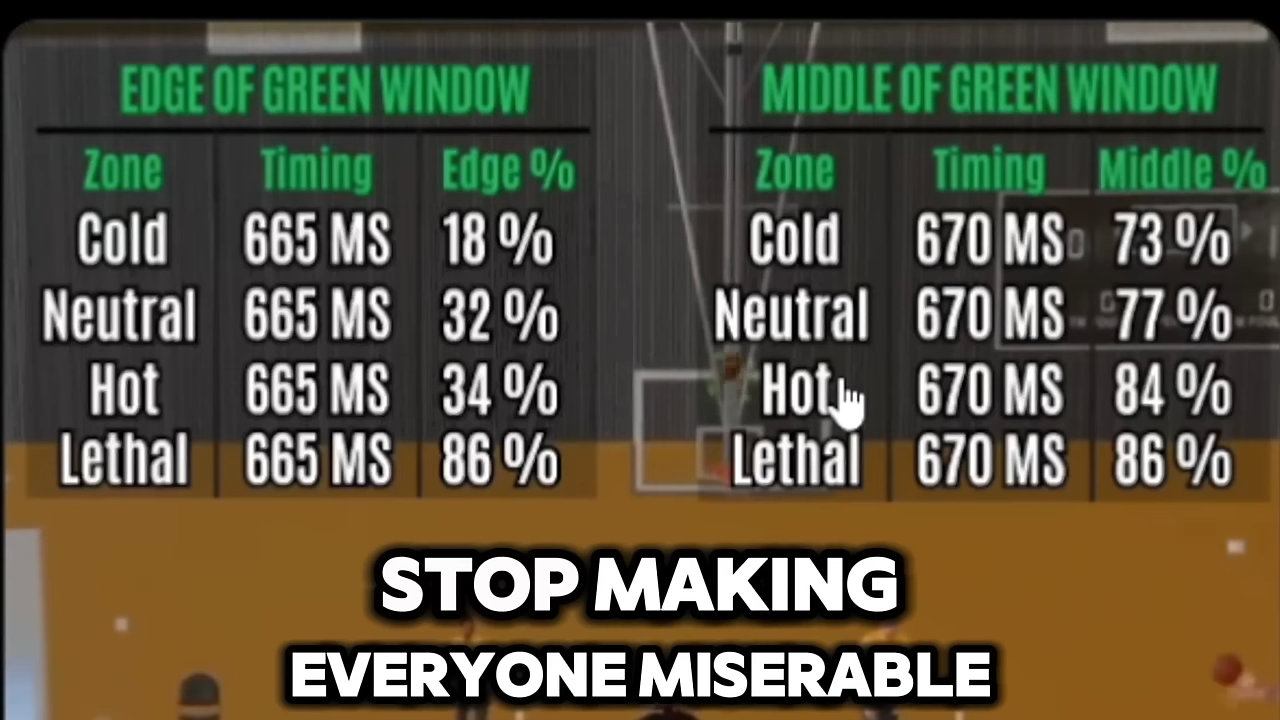 EDGE OF GREEN WINDOW
Zone Timing Edge %
Cold 665 MS 18 %
Neutral 665 MS 32 %
Hot 665 MS 34 %
Lethal 665 MS 86 %
MIDDLE OF GREEN WINDOW
Zone Timing Middle %
Cold 670 MS 73 %
Neutral 670 MS 77 %
Hot 670 MS 84 %
Lethal 670 MS 86 %
STOP MAKING
EVERYONE MISERABLE